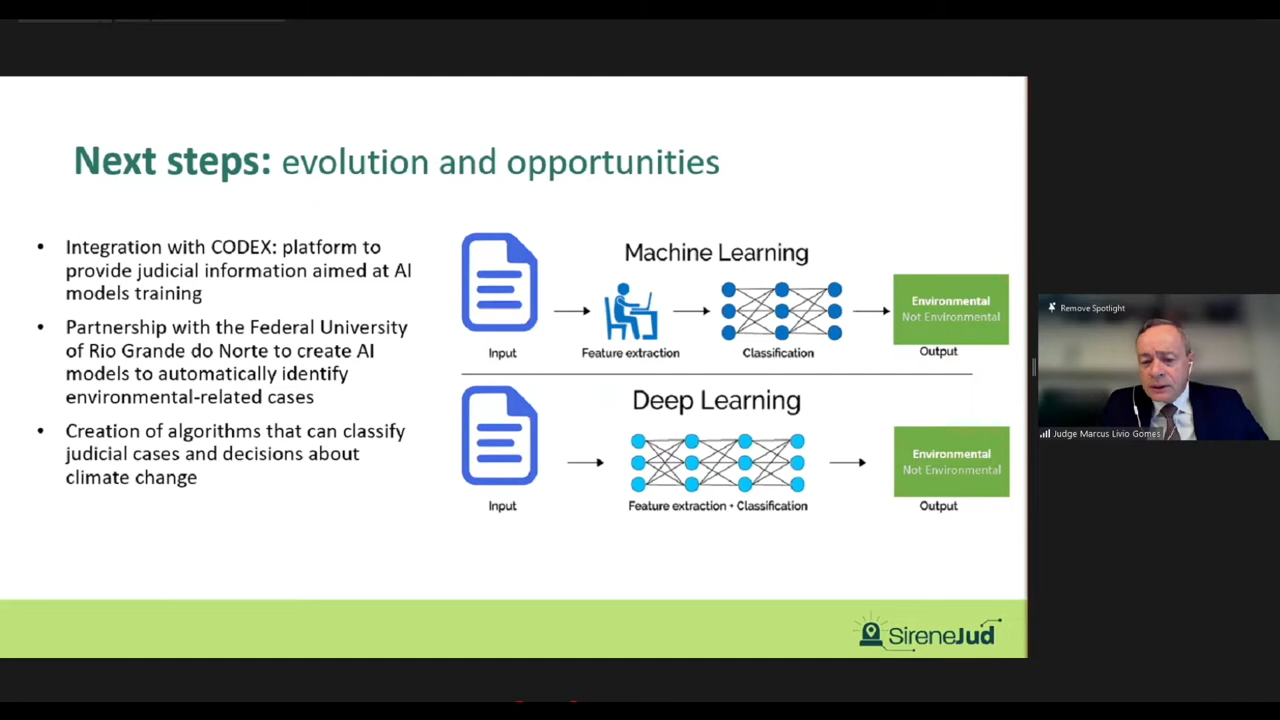 Next steps: evolution and opportunities
• Integration with CODEX: platform to
provide judicial information aimed at AI
models training
• Partnership with the Federal University
of Rio Grande do Norte to create AI
models to automatically identify
environmental-related cases
• Creation of algorithms that can classify
judicial cases and decisions about
climate change
Machine Learning
Input
Feature extraction
Classification
Environmental
Not Environmental
Output
Deep Learning
Input
Feature extraction + Classification
Environmental
Not Environmental
Output
SireneJud
Remove Spotlight
Judge Marcus Livio Gomes